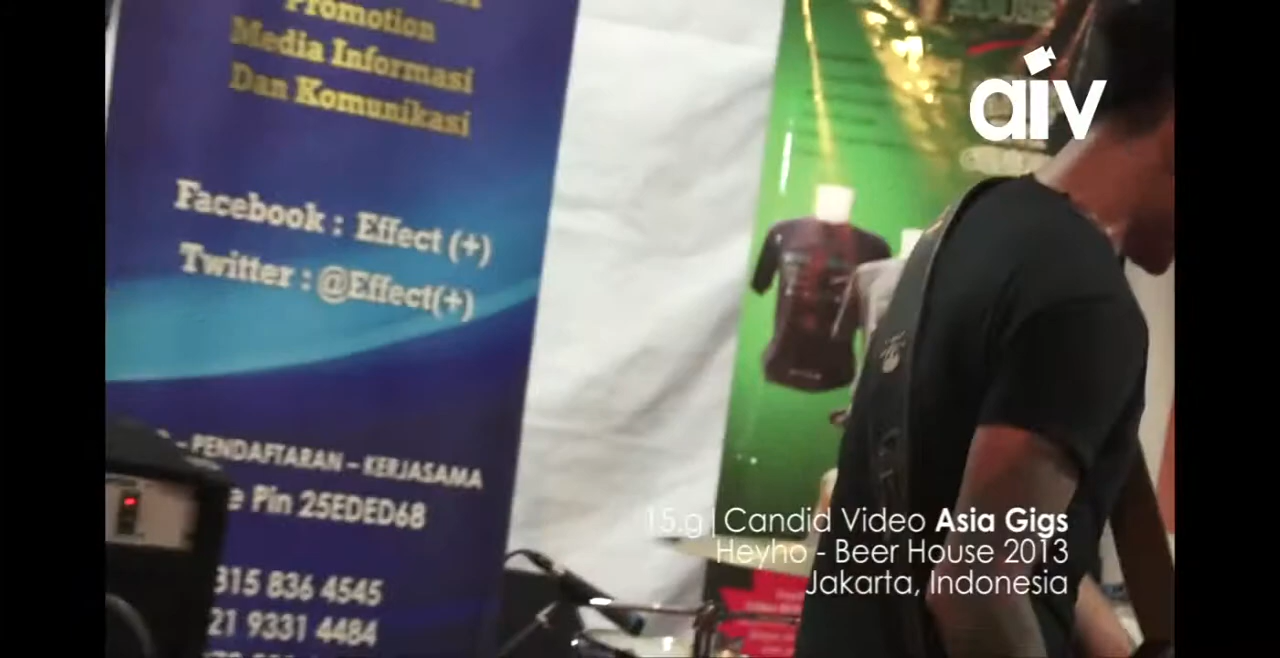 Promotion
Media Informasi
Dan Komunikasi
Facebook : Effect (+)
Twitter : @Effect(+)
– PENDAFTARAN – KERJASAMA
Pin 25EDED68
815 836 4545
21 9331 4484
aiv
15.g | Candid Video Asia Gigs
Heyho - Beer House 2013
Jakarta, Indonesia